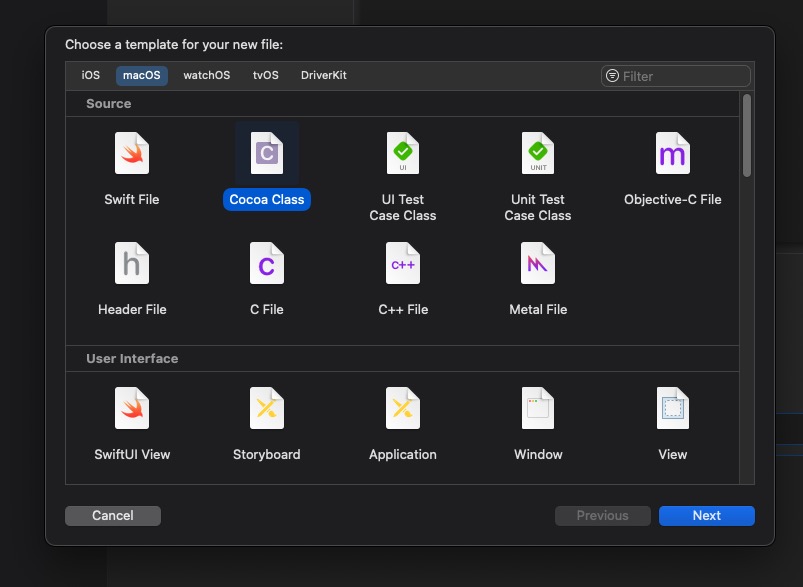 Choose a template for your new file:
iOS macOS watchOS tvOS DriverKit Filter
Source
C UI UNIT m
Swift File Cocoa Class UI Test Case Class Unit Test Case Class Objective-C File
h C C++
Header File C File C++ File Metal File
User Interface
SwiftUI View Storyboard Application Window View
Cancel Previous Next